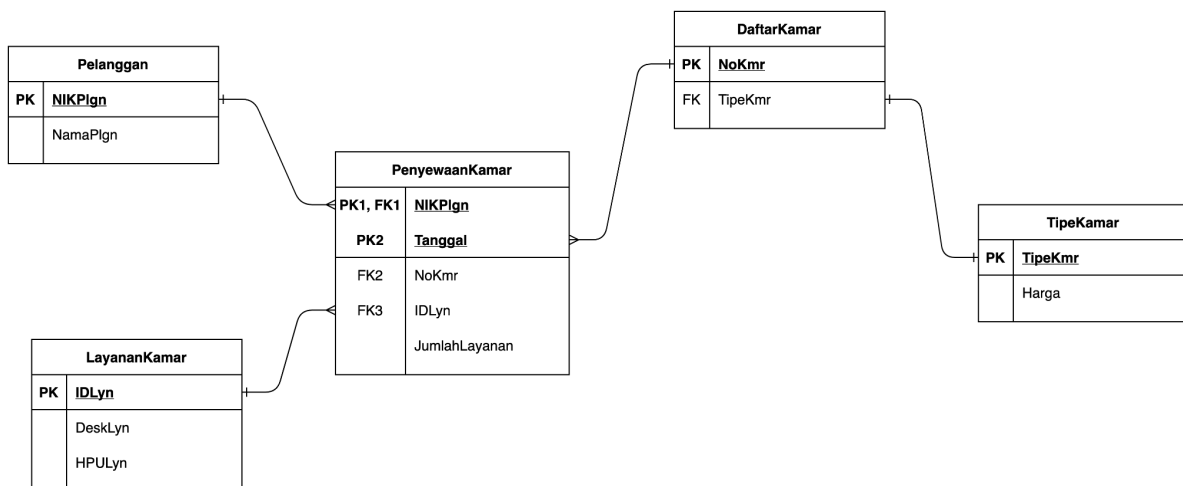 Pelanggan
PK NIKPlgn
NamaPlgn
PenyewaanKamar
PK1, FK1 NIKPlgn
PK2 Tanggal
FK2 NoKmr
FK3 IDLyn
JumlahLayanan
LayananKamar
PK IDLyn
DeskLyn
HPULyn
DaftarKamar
PK NoKmr
FK TipeKmr
TipeKamar
PK TipeKmr
Harga